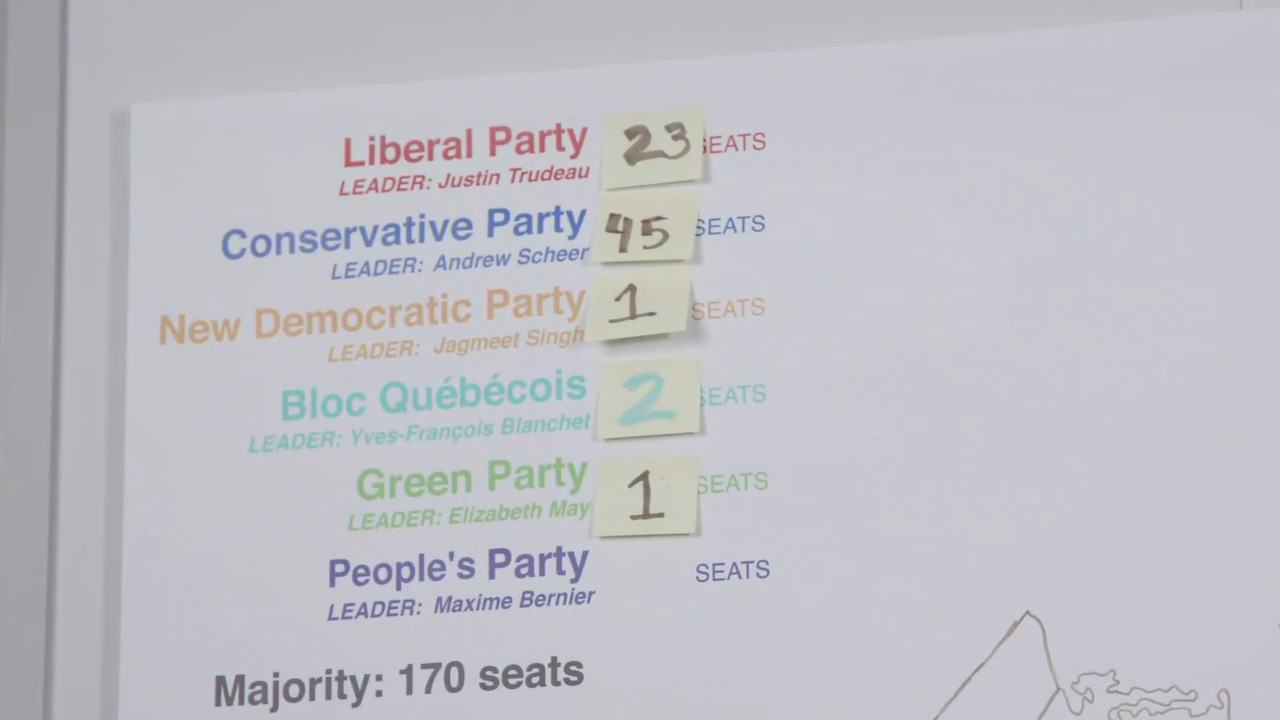 Liberal Party 23 SEATS
LEADER: Justin Trudeau
Conservative Party 45 SEATS
LEADER: Andrew Scheer
New Democratic Party 1 SEATS
LEADER: Jagmeet Singh
Bloc Québécois 2 SEATS
LEADER: Yves-François Blanchet
Green Party 1 SEATS
LEADER: Elizabeth May
People's Party SEATS
LEADER: Maxime Bernier
Majority: 170 seats